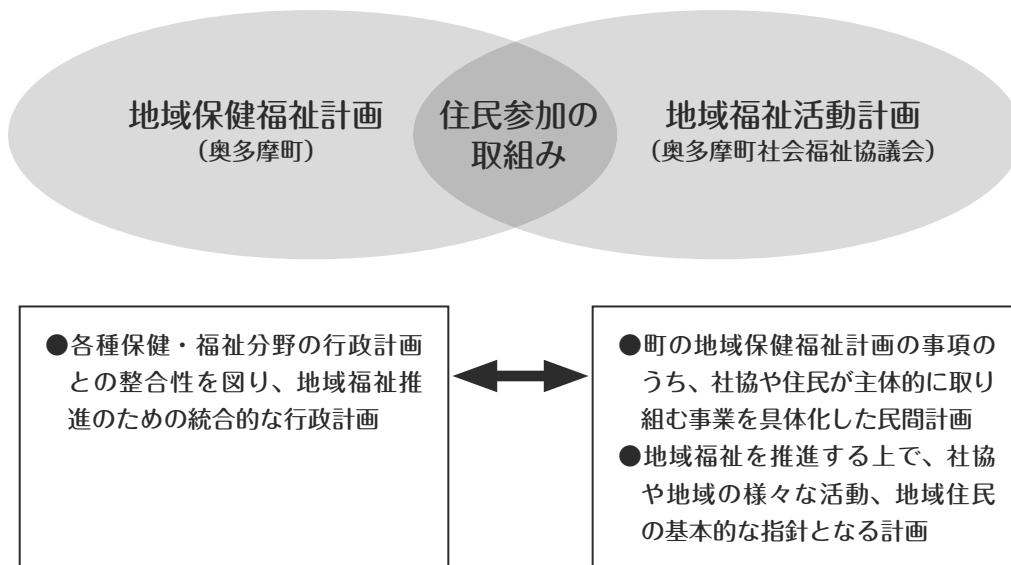 地域保健福祉計画
（奥多摩町）
住民参加の
取組み
地域福祉活動計画
（奥多摩町社会福祉協議会）
●各種保健・福祉分野の行政計画
との整合性を図り、地域福祉推
進のための統合的な行政計画
●町の地域保健福祉計画の事項の
うち、社協や住民が主体的に取り
組む事業を具体化した民間計画
●地域福祉を推進する上で、社協
や地域の様々な活動、地域住民
の基本的な指針となる計画